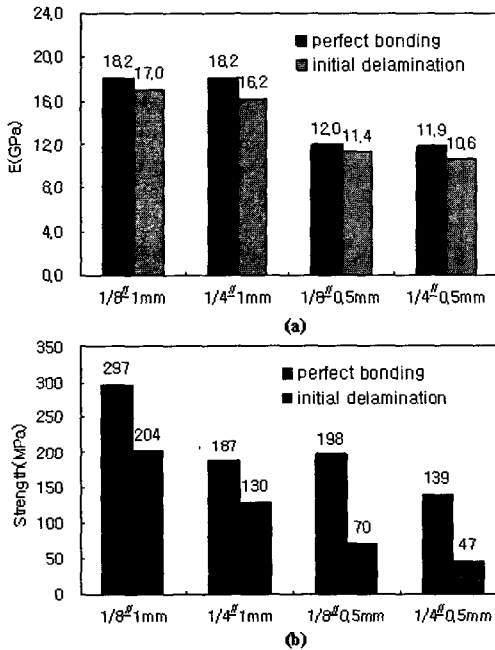 24,0
20,0
16,0
12,0
8,0
4,0
0,0
E(GPa)
perfect bonding
initial delamination
18,2
17,0
18,2
16,2
12,0
11,4
11,9
10,6
1/8〃1mm
1/4〃1mm
1/8〃0,5mm
1/4〃0,5mm
(a)
350
300
250
200
150
100
50
0
Strength(MPa)
perfect bonding
initial delamination
297
204
187
130
198
70
139
47
1/8〃1mm
1/4〃1mm
1/8〃0,5mm
1/4〃0,5mm
(b)